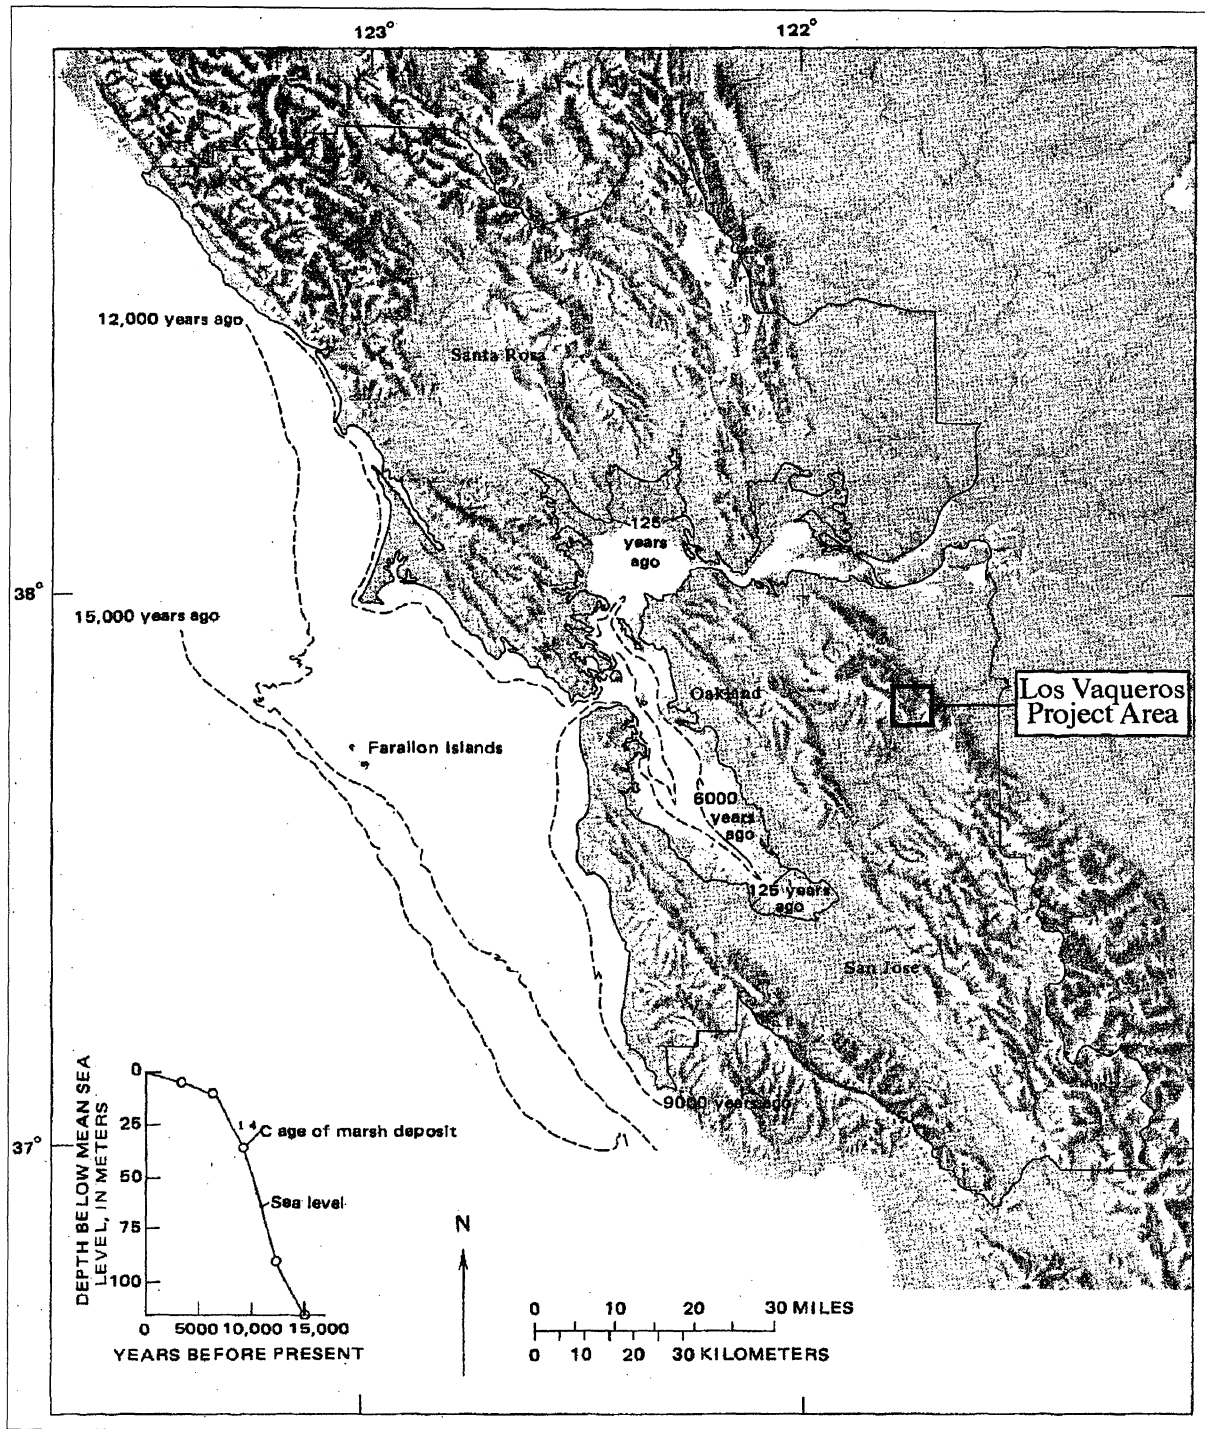 123°
122°
12,000 years ago
Santa Rosa
125
years
ago
38°
15,000 years ago
Oakland
Los Vaqueros
Project Area
Farallon Islands
6000
years
ago
125 years
ago
San Jose
9000 years ago
37°
DEPTH BELOW MEAN SEA
LEVEL, IN METERS
0
25
50
75
100
14C age of marsh deposit
Sea level
0 5000 10,000 15,000
YEARS BEFORE PRESENT
N
0 10 20 30 MILES
0 10 20 30 KILOMETERS